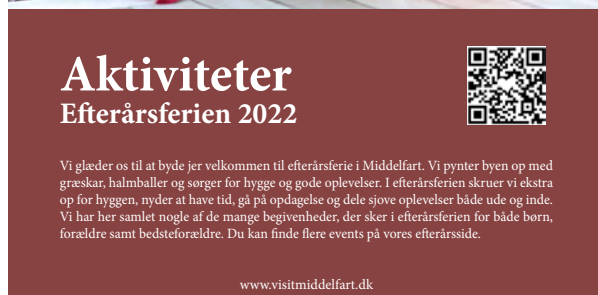 Aktiviteter
Efterårsferien 2022
Vi glæder os til at byde jer velkommen til efterårsferie i Middelfart. Vi pynter byen op med
græskar, halmballer og sørger for hygge og gode oplevelser. I efterårsferien skruer vi ekstra
op for hyggen, nyder at have tid, gå på opdagelse og dele sjove oplevelser både ude og inde.
Vi har her samlet nogle af de mange begivenheder, der sker i efterårsferien for både børn,
forældre samt bedsteforældre. Du kan finde flere events på vores efterårsside.
www.visitmiddelfart.dk